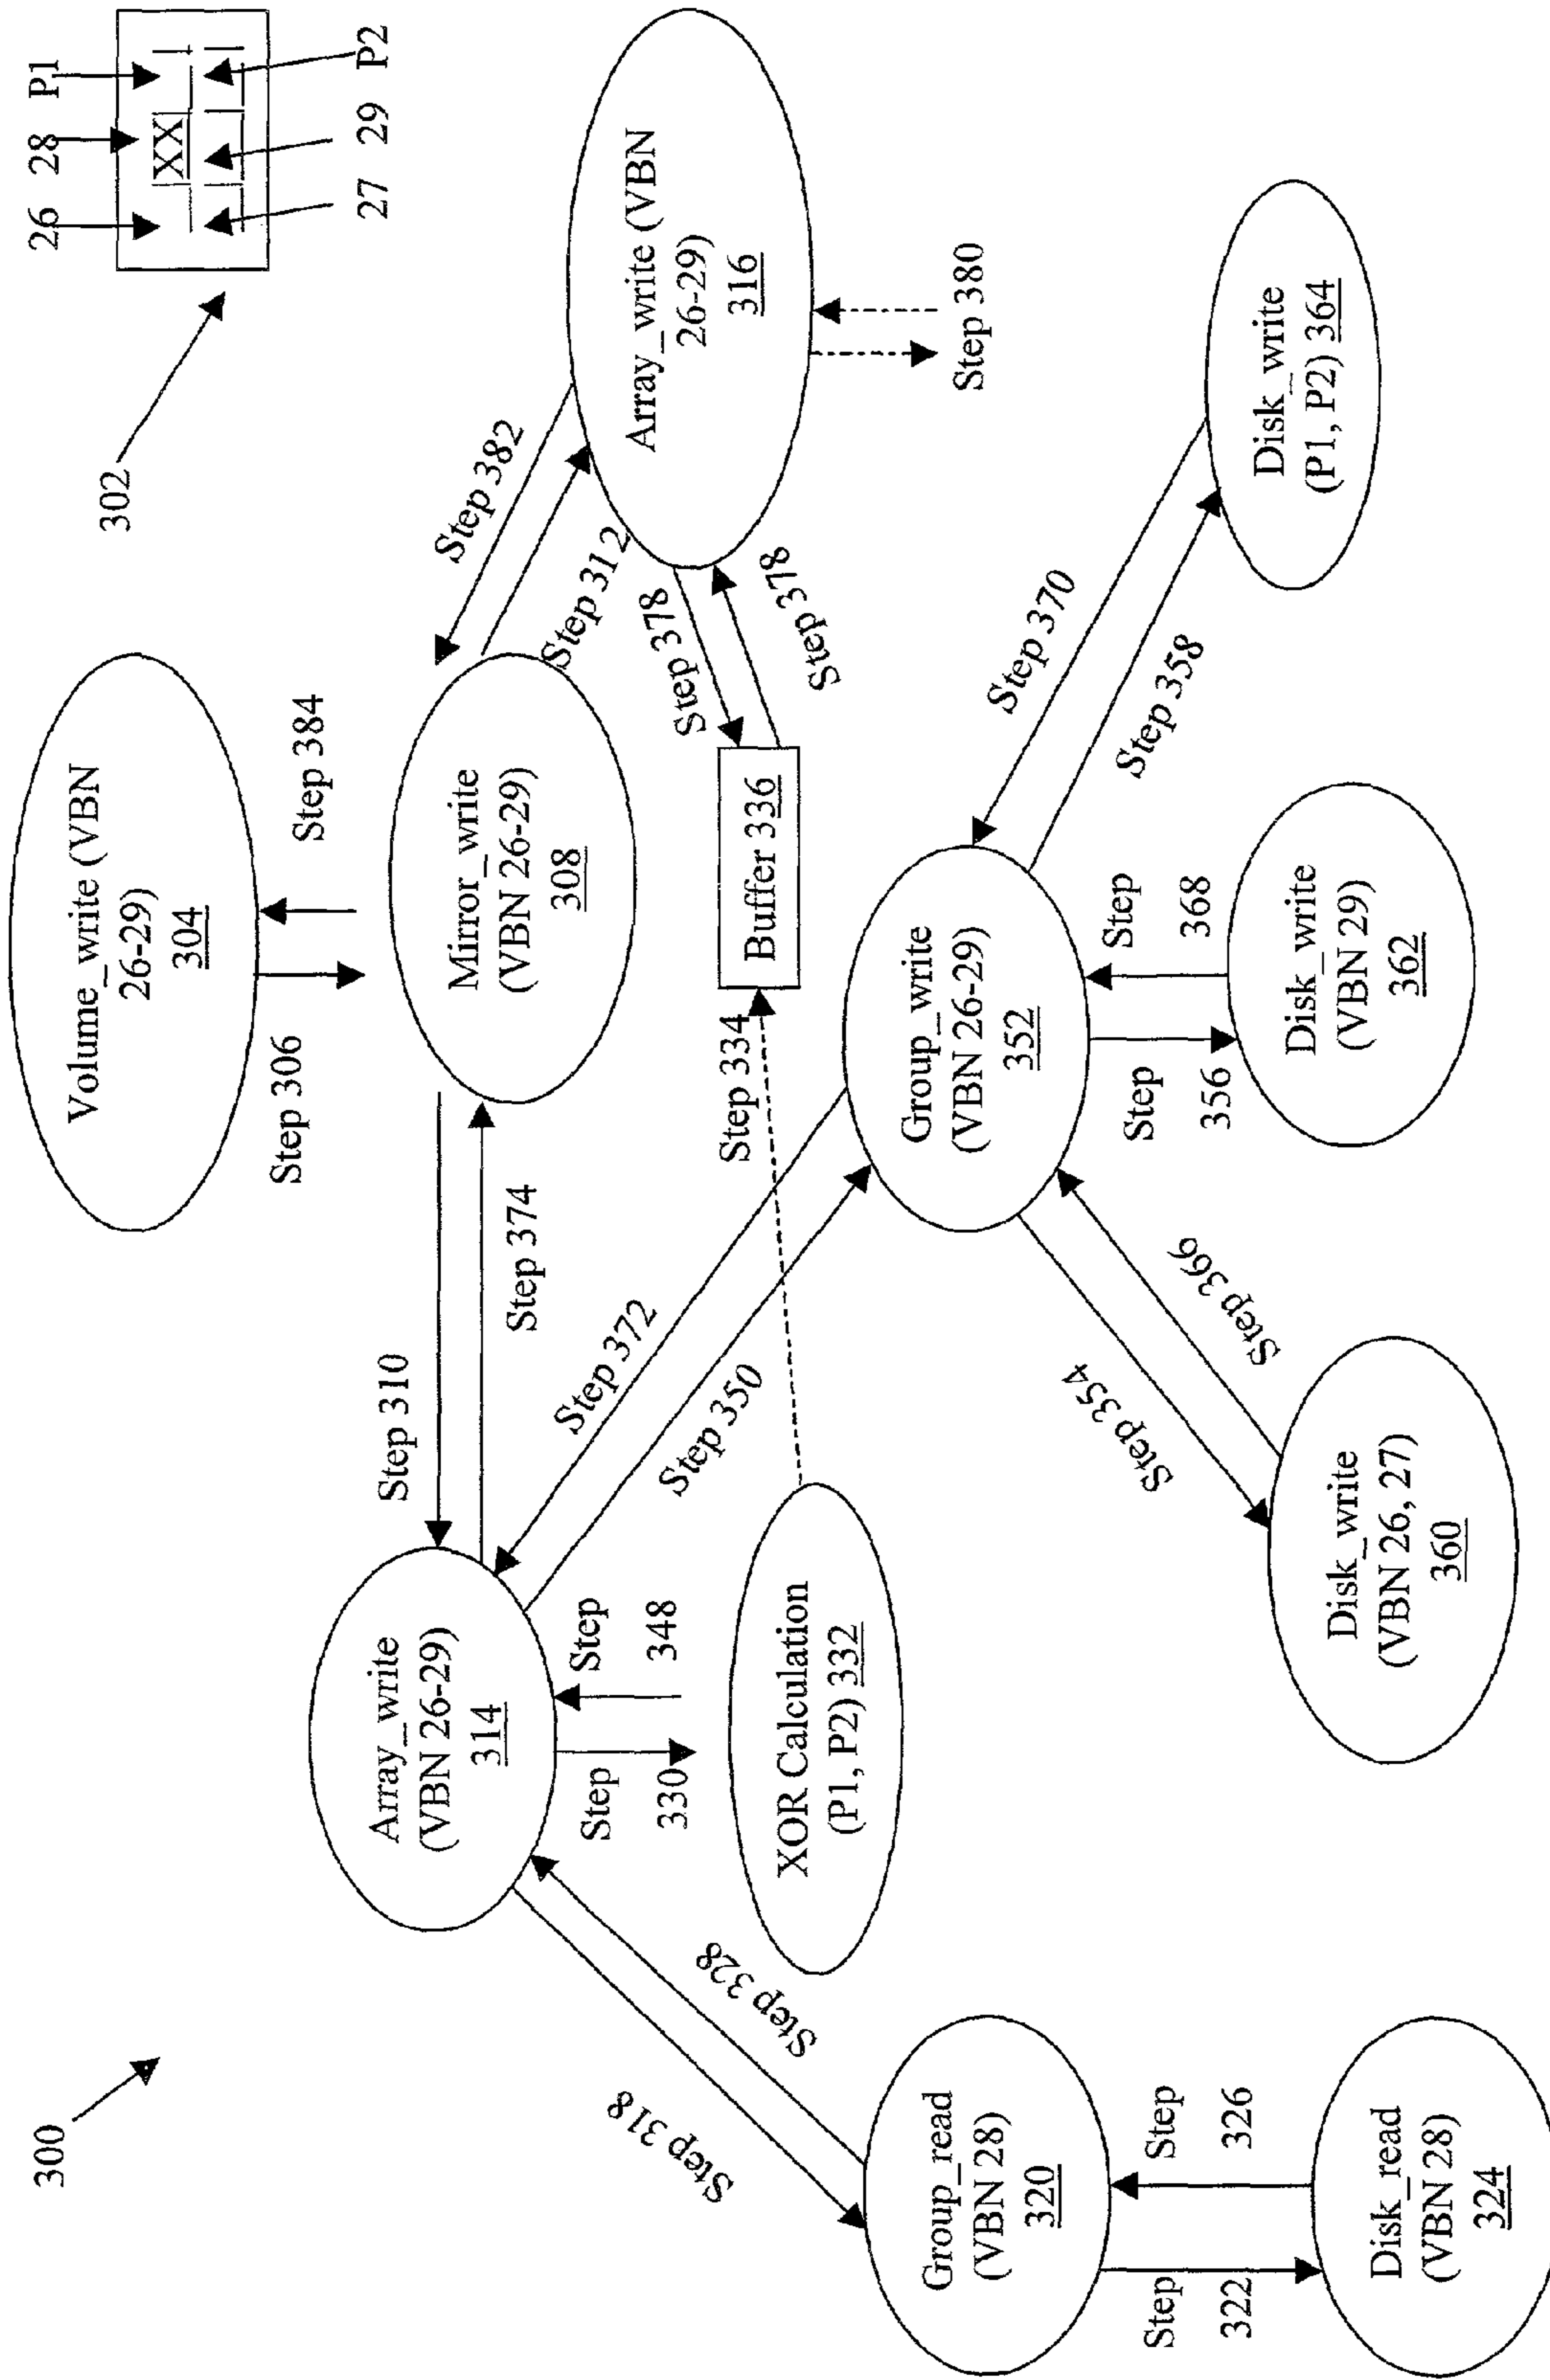 300
302
26
28
P1
XX
27
29
P2
Volume_write (VBN
26-29)
304
Step 306
Step 384
Mirror_write
(VBN 26-29)
308
Step 310
Step 374
Step 382
Step 312
Array_write
(VBN 26-29)
314
Array_write (VBN
26-29)
316
Step 380
Step 378
Step 378
Buffer 336
Step 334
Step
330
Step
348
XOR Calculation
(P1, P2) 332
Step 372
Step 350
Step 318
Step 328
Group_read
(VBN 28)
320
Step
322
Step
326
Disk_read
(VBN 28)
324
Group_write
(VBN 26-29)
352
Step 354
Step 366
Step
356
Step
368
Step 370
Step 358
Disk_write
(VBN 26, 27)
360
Disk_write
(VBN 29)
362
Disk_write
(P1, P2) 364